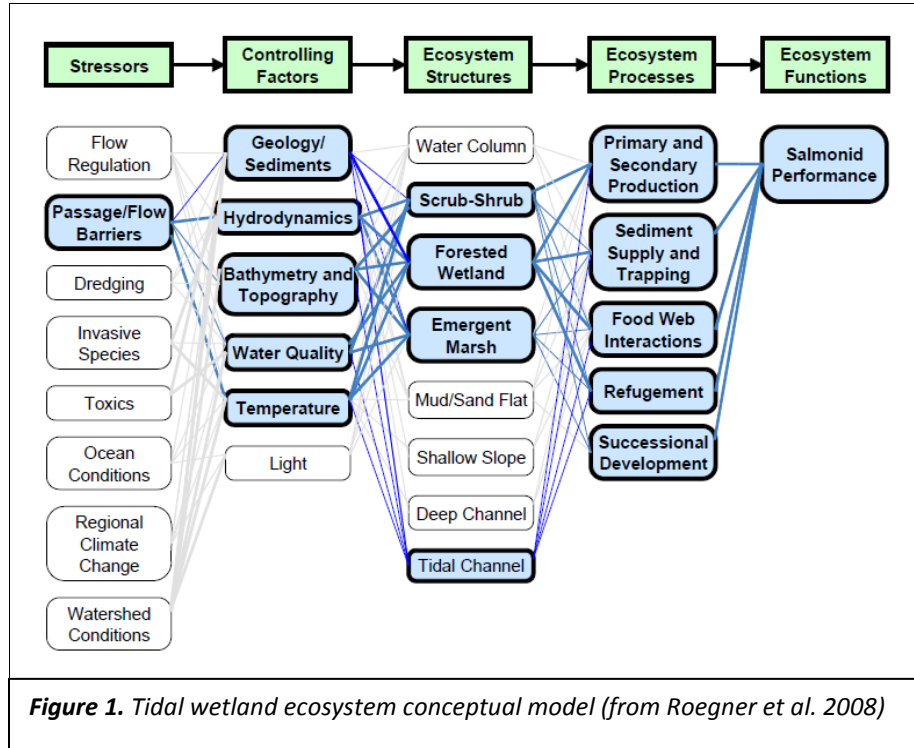 Stressors
Controlling
Factors
Ecosystem
Structures
Ecosystem
Processes
Ecosystem
Functions
Flow
Regulation
Passage/Flow
Barriers
Dredging
Invasive
Species
Toxics
Ocean
Conditions
Regional
Climate
Change
Watershed
Conditions
Geology/
Sediments
Hydrodynamics
Bathymetry and
Topography
Water Quality
Temperature
Light
Water Column
Scrub-Shrub
Forested
Wetland
Emergent
Marsh
Mud/Sand Flat
Shallow Slope
Deep Channel
Tidal Channel
Primary and
Secondary
Production
Sediment
Supply and
Trapping
Food Web
Interactions
Refugement
Successional
Development
Salmonid
Performance
Figure 1. Tidal wetland ecosystem conceptual model (from Roegner et al. 2008)